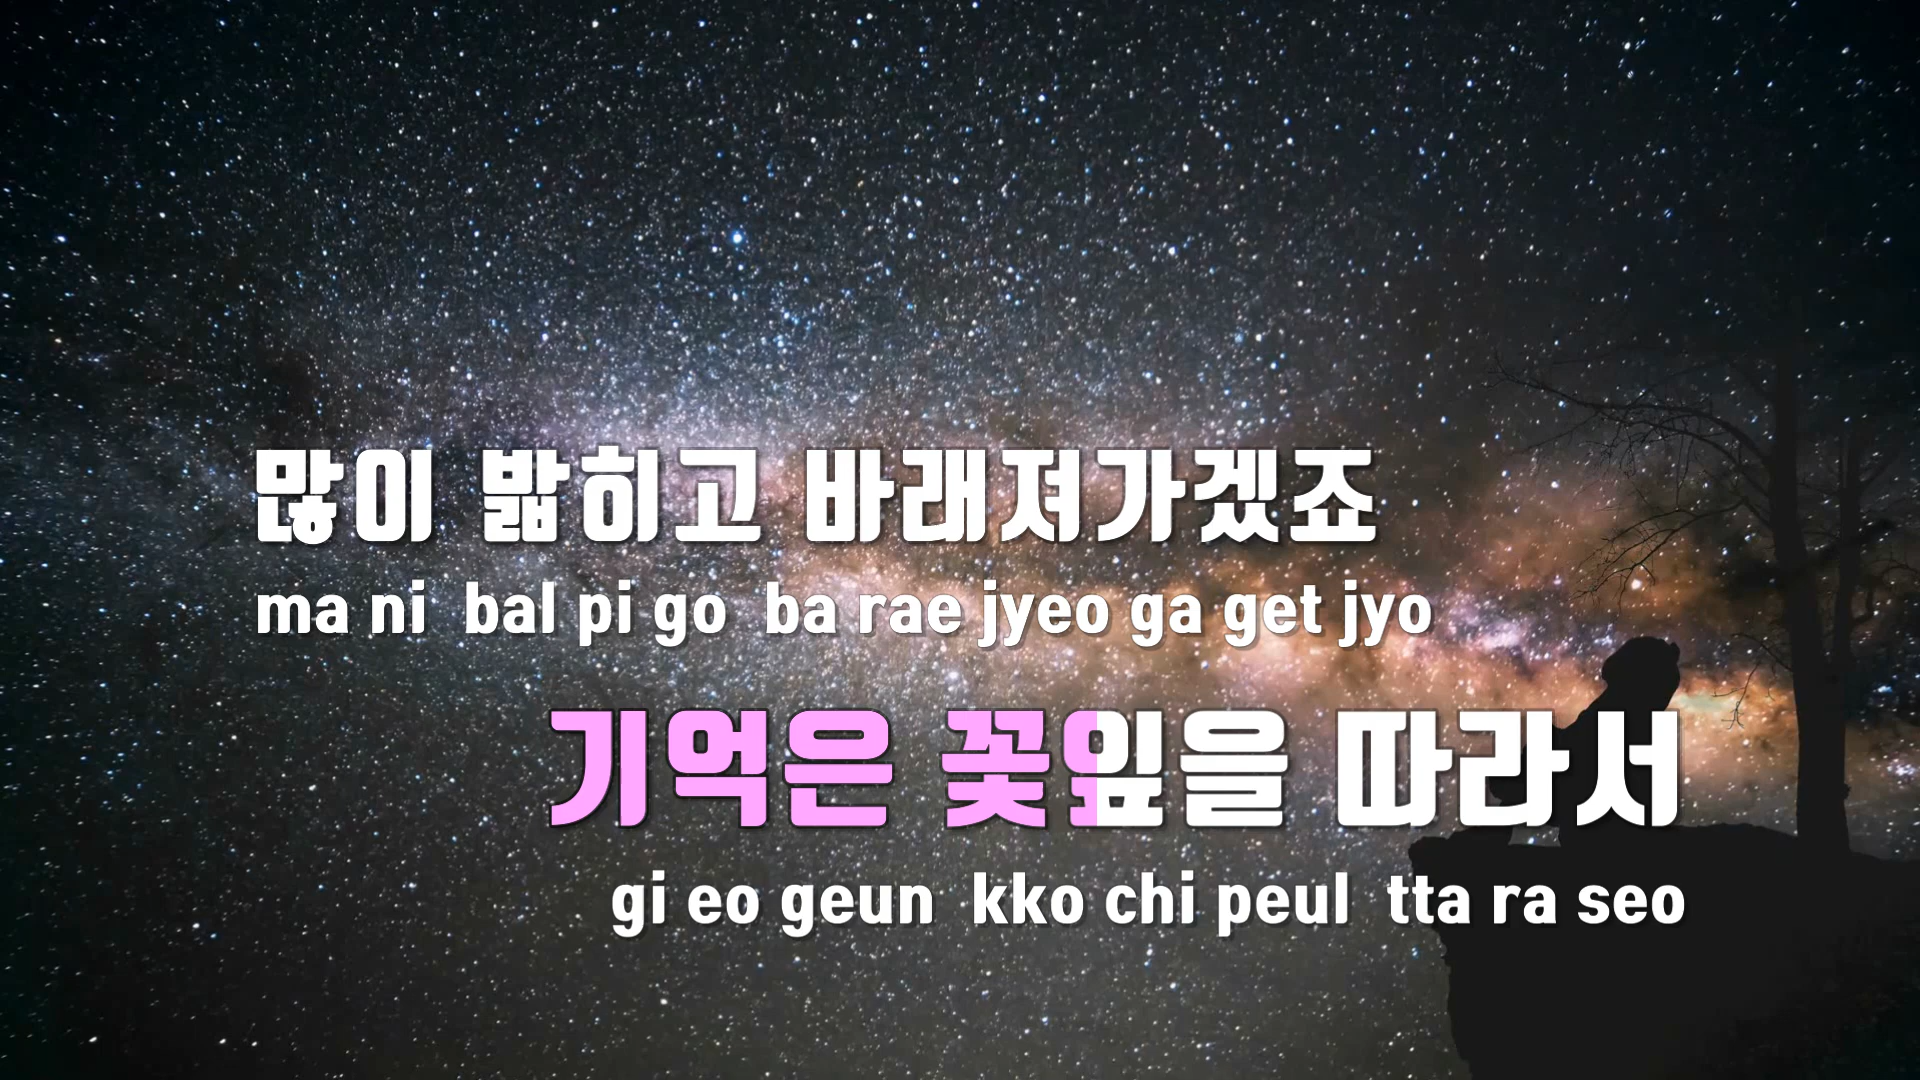 많이 밟히고 바래져가겠죠
ma ni bal pi go ba rae jyeo ga get jyo
기억은 꽃잎을 따라서
gi eo geun kko chi peul tta ra seo